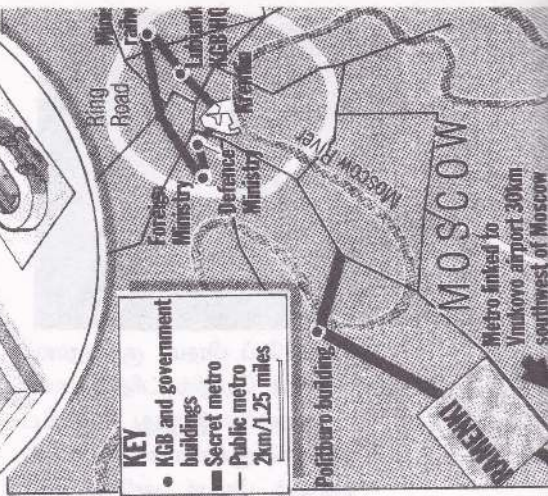 Ring
Road
KGB HQ
Kremlin
Foreign
Ministry
Defence
Ministry
Moscow River
KEY
• KGB and government
buildings
Secret metro
Public metro
2km/1.25 miles
Politburo building
MOSCOW
RAMENKI
Metro linked to
Vnukovo airport 30km
southwest of Moscow